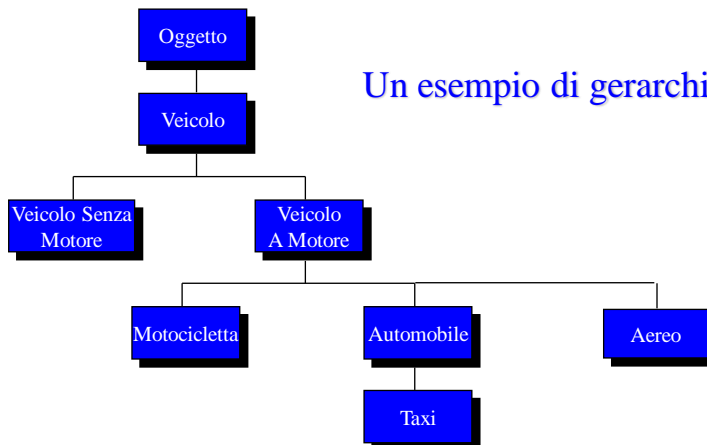 Oggetto
Un esempio di gerarchi
Veicolo
Veicolo Senza
Motore
Veicolo
A Motore
Motocicletta
Automobile
Aereo
Taxi